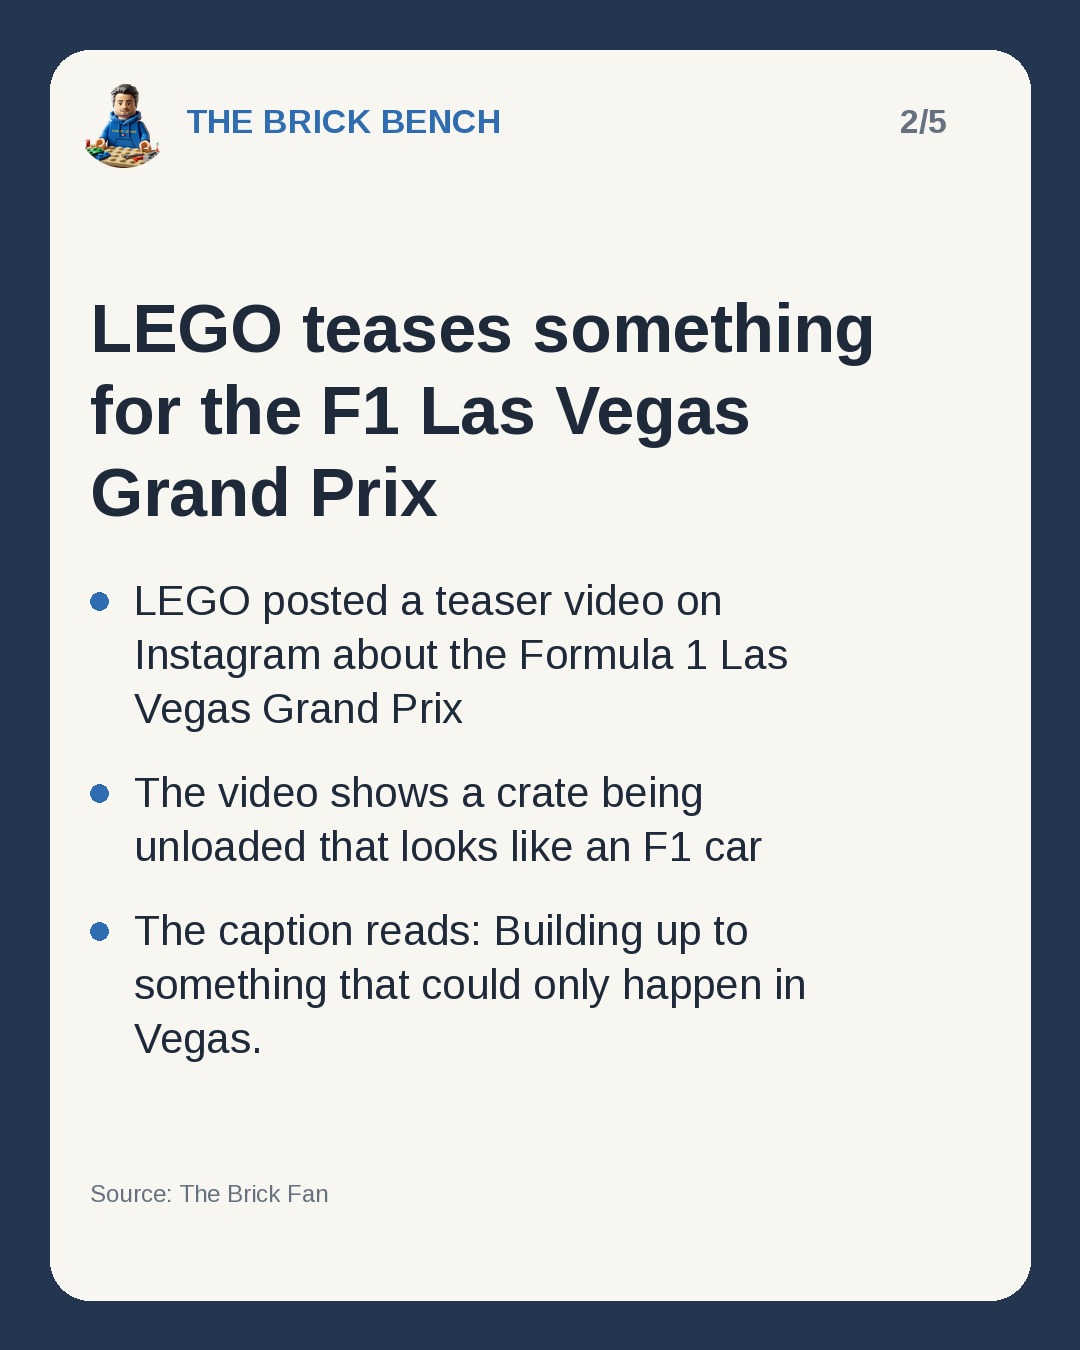 THE BRICK BENCH
2/5
LEGO teases something
for the F1 Las Vegas
Grand Prix
LEGO posted a teaser video on
Instagram about the Formula 1 Las
Vegas Grand Prix
The video shows a crate being
unloaded that looks like an F1 car
The caption reads: Building up to
something that could only happen in
Vegas.
Source: The Brick Fan